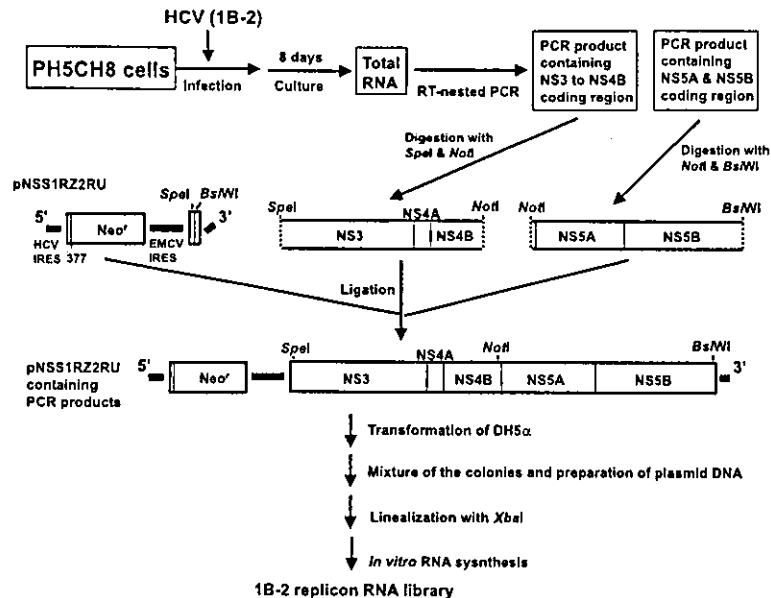 HCV (1B-2)
PH5CH8 cells
Infection
8 days
Culture
Total
RNA
RT-nested PCR
PCR product
containing
NS3 to NS4B
coding region
PCR product
containing
NS5A & NS5B
coding region
Digestion with
SpeI & NotI
Digestion with
NotI & BsiWI
pNSS1RZ2RU
5'
Neoʳ
SpeI
BsiWI
3'
HCV
IRES
377
EMCV
IRES
SpeI
NS4A
NotI
NS3
NS4B
NotI
BsiWI
NS5A
NS5B
Ligation
pNSS1RZ2RU
containing
PCR products
5'
Neoʳ
SpeI
NS4A
NotI
BsiWI
3'
NS3
NS4B
NS5A
NS5B
Transformation of DH5α
Mixture of the colonies and preparation of plasmid DNA
Linealization with XbaI
In vitro RNA sysnthesis
1B-2 replicon RNA library